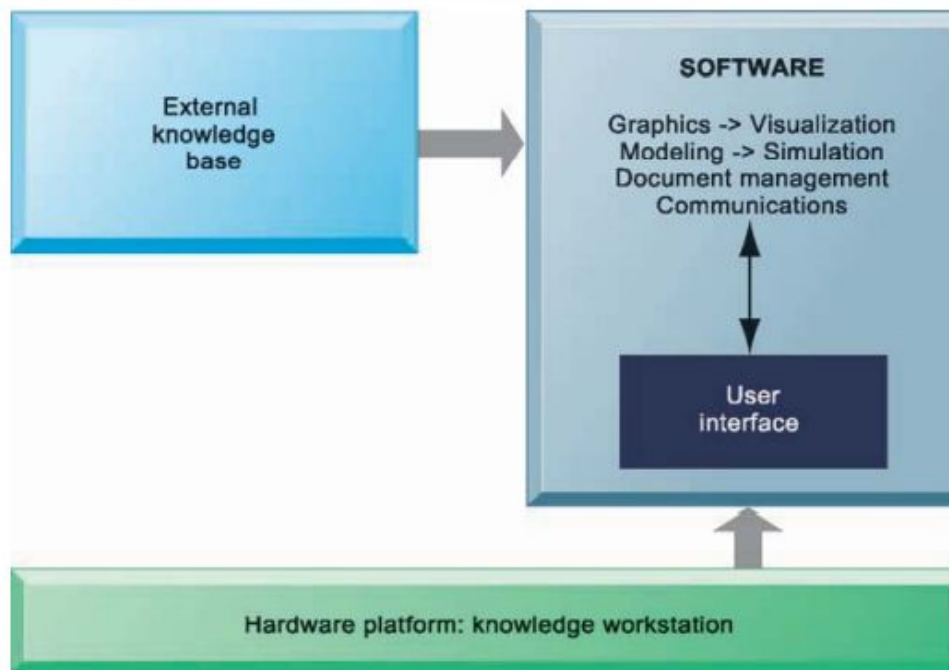 External
knowledge
base
SOFTWARE
Graphics -> Visualization
Modeling -> Simulation
Document management
Communications
User
interface
Hardware platform: knowledge workstation